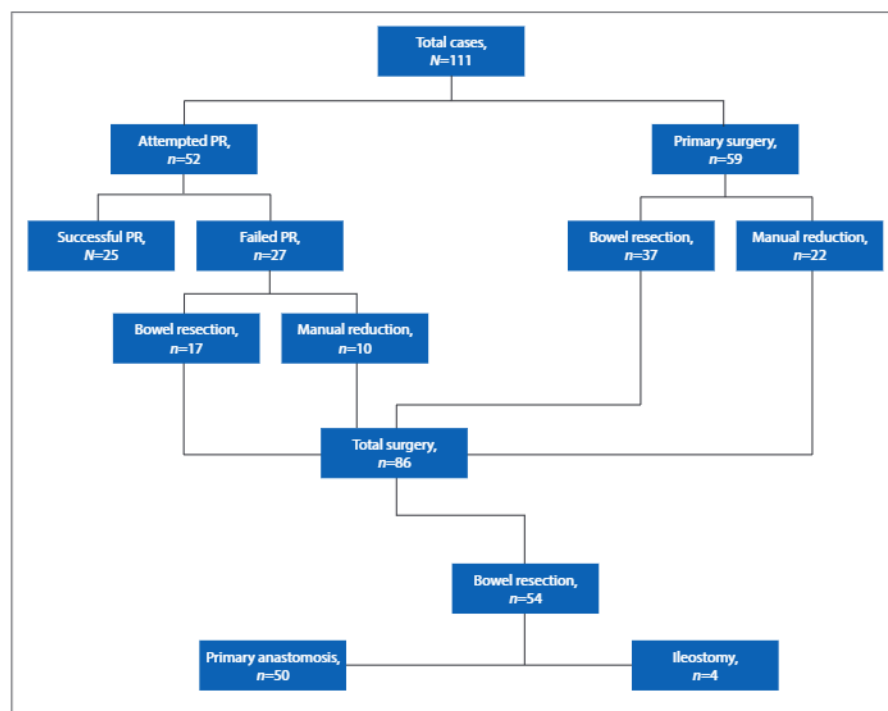 Total cases,
N=111
Attempted PR,
n=52
Primary surgery,
n=59
Successful PR,
N=25
Failed PR,
n=27
Bowel resection,
n=37
Manual reduction,
n=22
Bowel resection,
n=17
Manual reduction,
n=10
Total surgery,
n=86
Bowel resection,
n=54
Primary anastomosis,
n=50
Ileostomy,
n=4